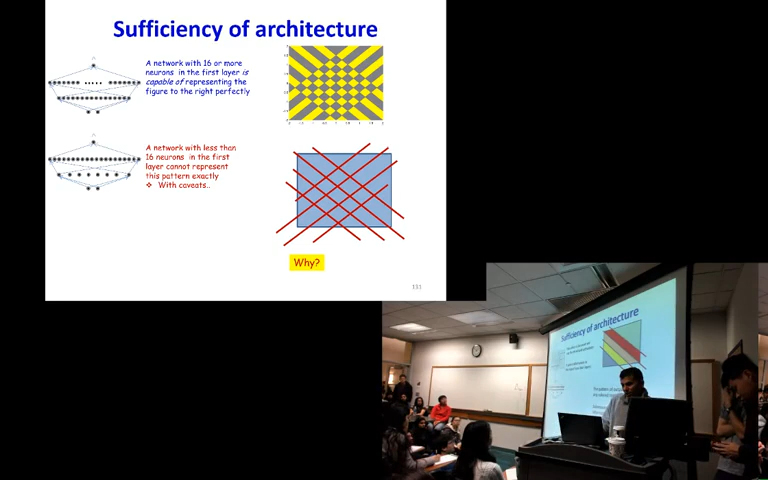 Sufficiency of architecture
A network with 16 or more
neurons in the first layer is
capable of representing the
figure to the right perfectly
A network with less than
16 neurons in the first
layer cannot represent
this pattern exactly
❖ With caveats..
Why?
Sufficiency of architecture